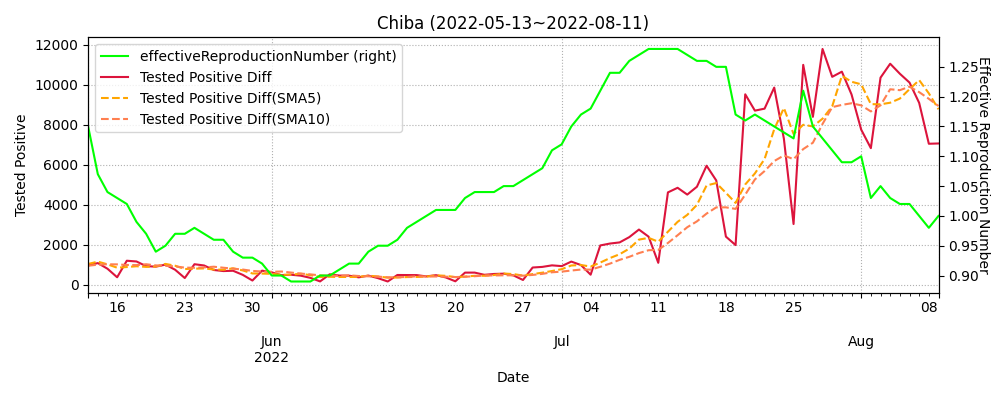 Chiba (2022-05-13~2022-08-11)
effectiveReproductionNumber (right)
Tested Positive Diff
Tested Positive Diff(SMA5)
Tested Positive Diff(SMA10)
Tested Positive
12000
10000
8000
6000
4000
2000
0
1.25
1.20
1.15
1.10
1.05
1.00
0.95
0.90
Effective Reproduction Number
16 23 30 06 13 20 27 04 11 18 25 08
Jun Jul Aug
2022
Date